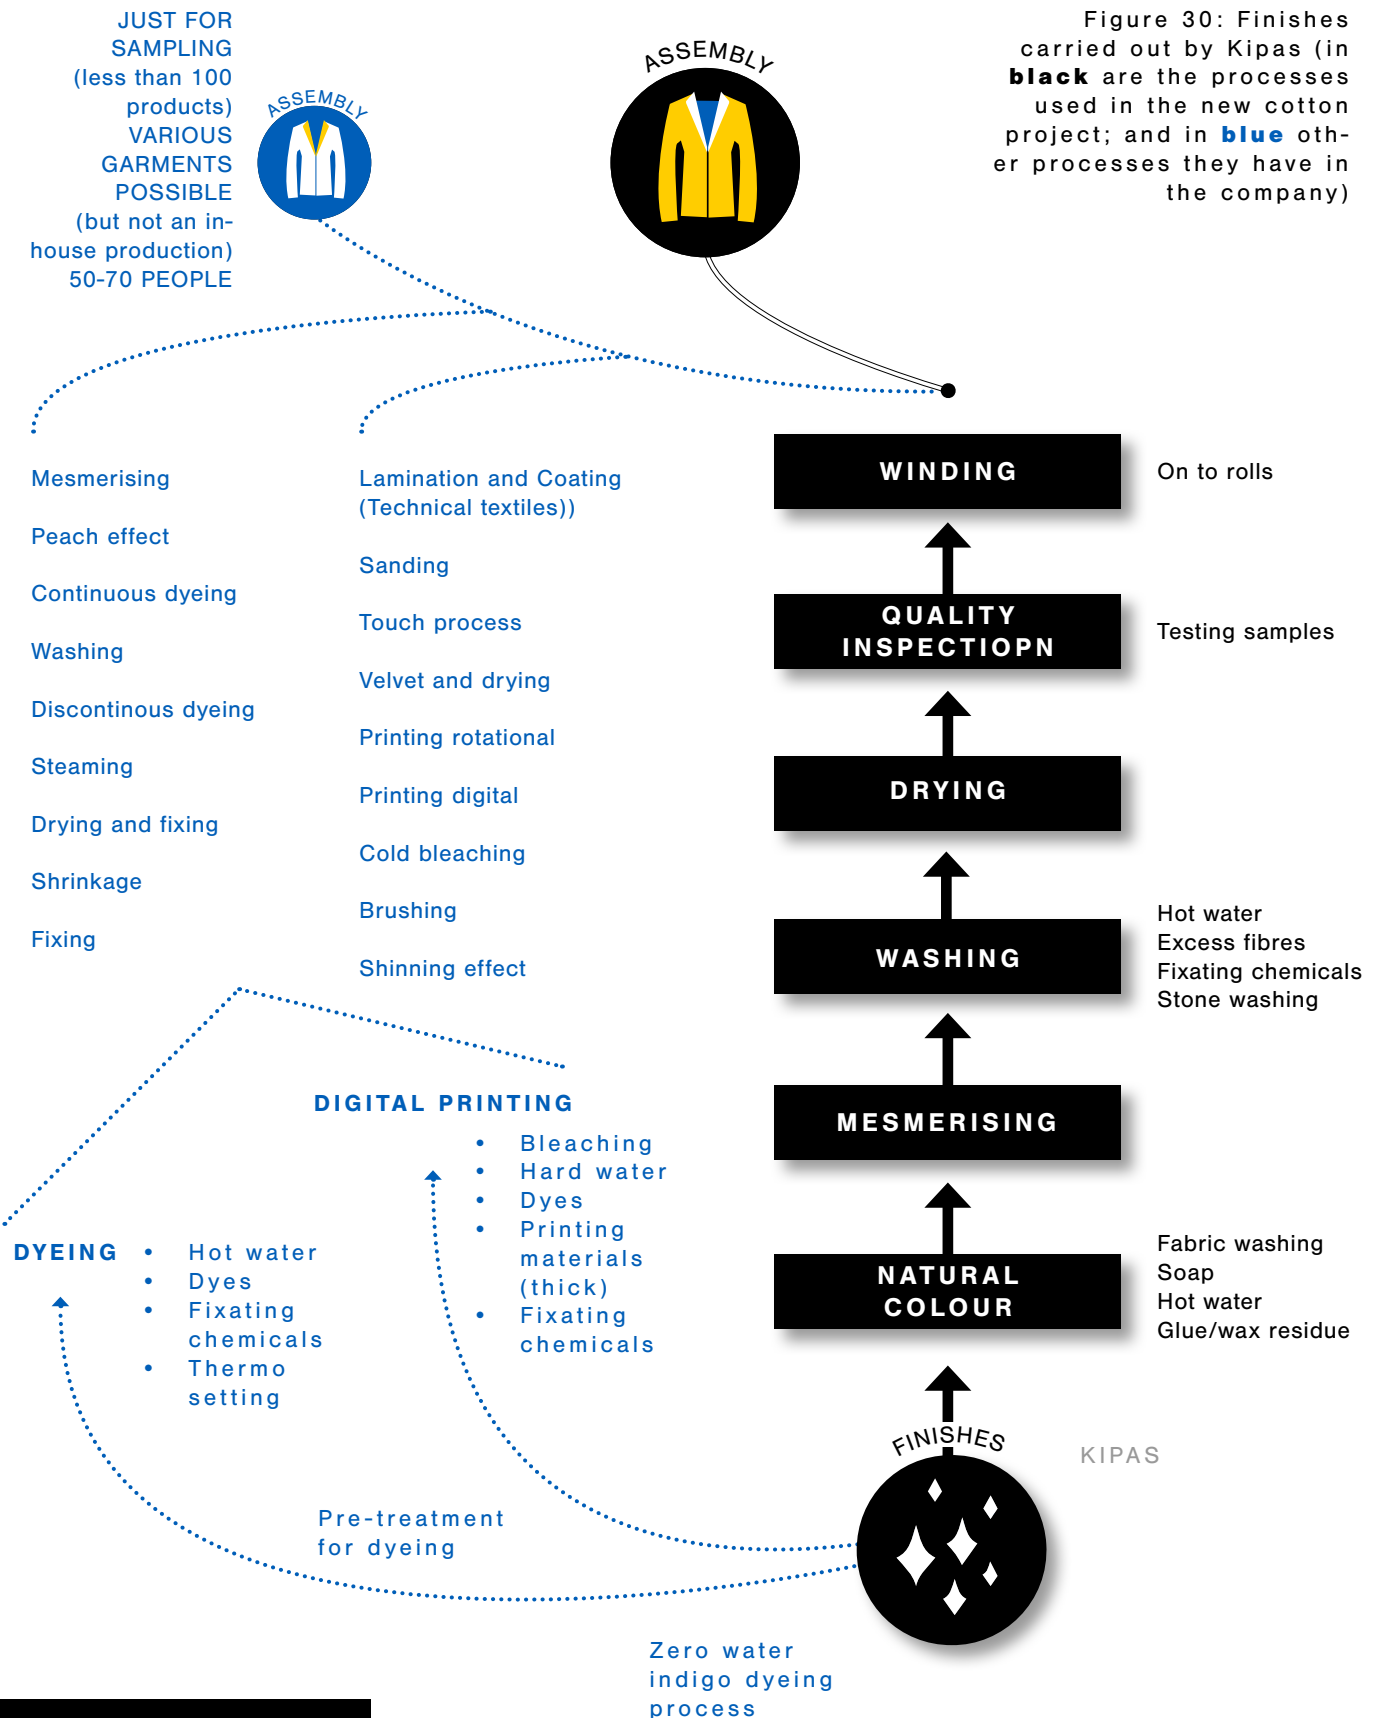 JUST FOR
SAMPLING
(less than 100
products)
VARIOUS
GARMENTS
POSSIBLE
(but not an in-
house production)
50-70 PEOPLE
ASSEMBLY
ASSEMBLY
Figure 30: Finishes
carried out by Kipas (in
black are the processes
used in the new cotton
project; and in blue oth-
er processes they have in
the company)
Mesmerising
Peach effect
Continuous dyeing
Washing
Discontinous dyeing
Steaming
Drying and fixing
Shrinkage
Fixing
Lamination and Coating
(Technical textiles))
Sanding
Touch process
Velvet and drying
Printing rotational
Printing digital
Cold bleaching
Brushing
Shinning effect
WINDING
On to rolls
QUALITY
INSPECTIOPN
Testing samples
DRYING
WASHING
Hot water
Excess fibres
Fixating chemicals
Stone washing
MESMERISING
NATURAL
COLOUR
Fabric washing
Soap
Hot water
Glue/wax residue
FINISHES
KIPAS
DIGITAL PRINTING
• Bleaching
• Hard water
• Dyes
• Printing
materials
(thick)
• Fixating
chemicals
DYEING
• Hot water
• Dyes
• Fixating
chemicals
• Thermo
setting
Pre-treatment
for dyeing
Zero water
indigo dyeing
process